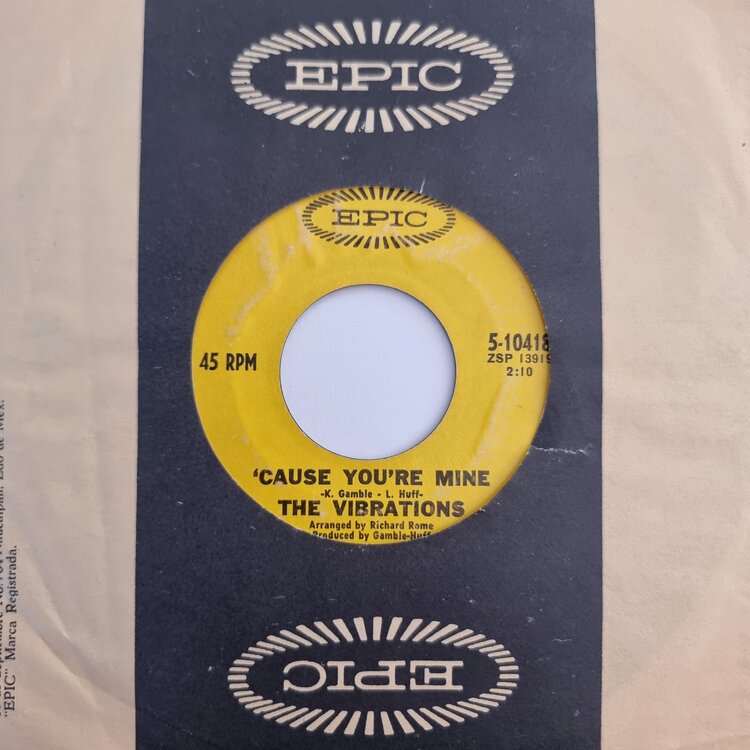 EPIC
EPIC
45 RPM
5-10418
ZSP 13919
2:10
'CAUSE YOU'RE MINE
-K. Gamble - L. Huff-
THE VIBRATIONS
Arranged by Richard Rome
Produced by Gamble-Huff
EPIC
"EPIC" Marca Registrada.